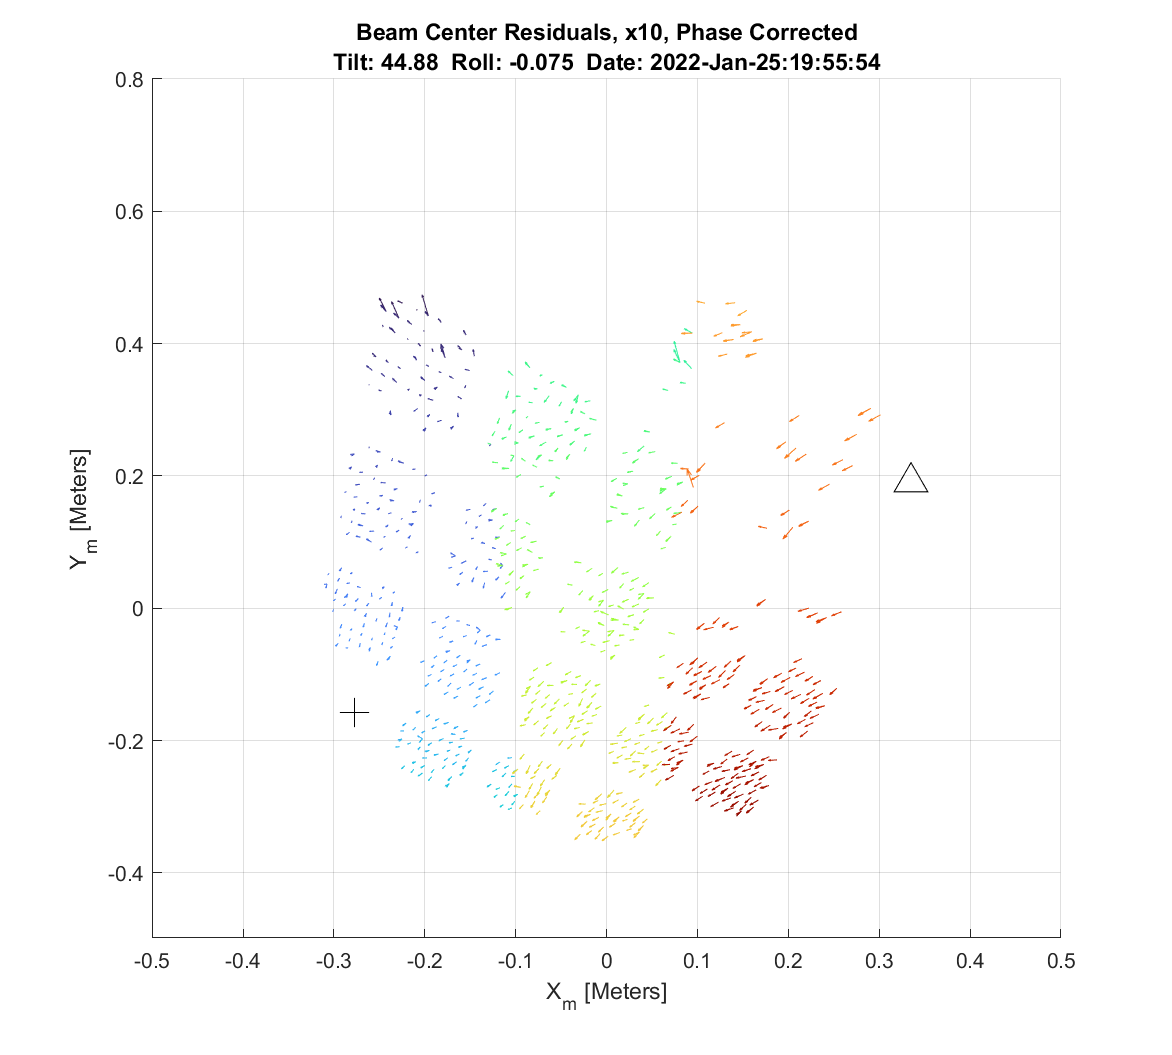 Beam Center Residuals, x10, Phase Corrected
Tilt: 44.88 Roll: -0.075 Date: 2022-Jan-25:19:55:54
0.8
0.6
0.4
0.2
0
-0.2
-0.4
Y_m [Meters]
-0.5 -0.4 -0.3 -0.2 -0.1 0 0.1 0.2 0.3 0.4 0.5
X_m [Meters]